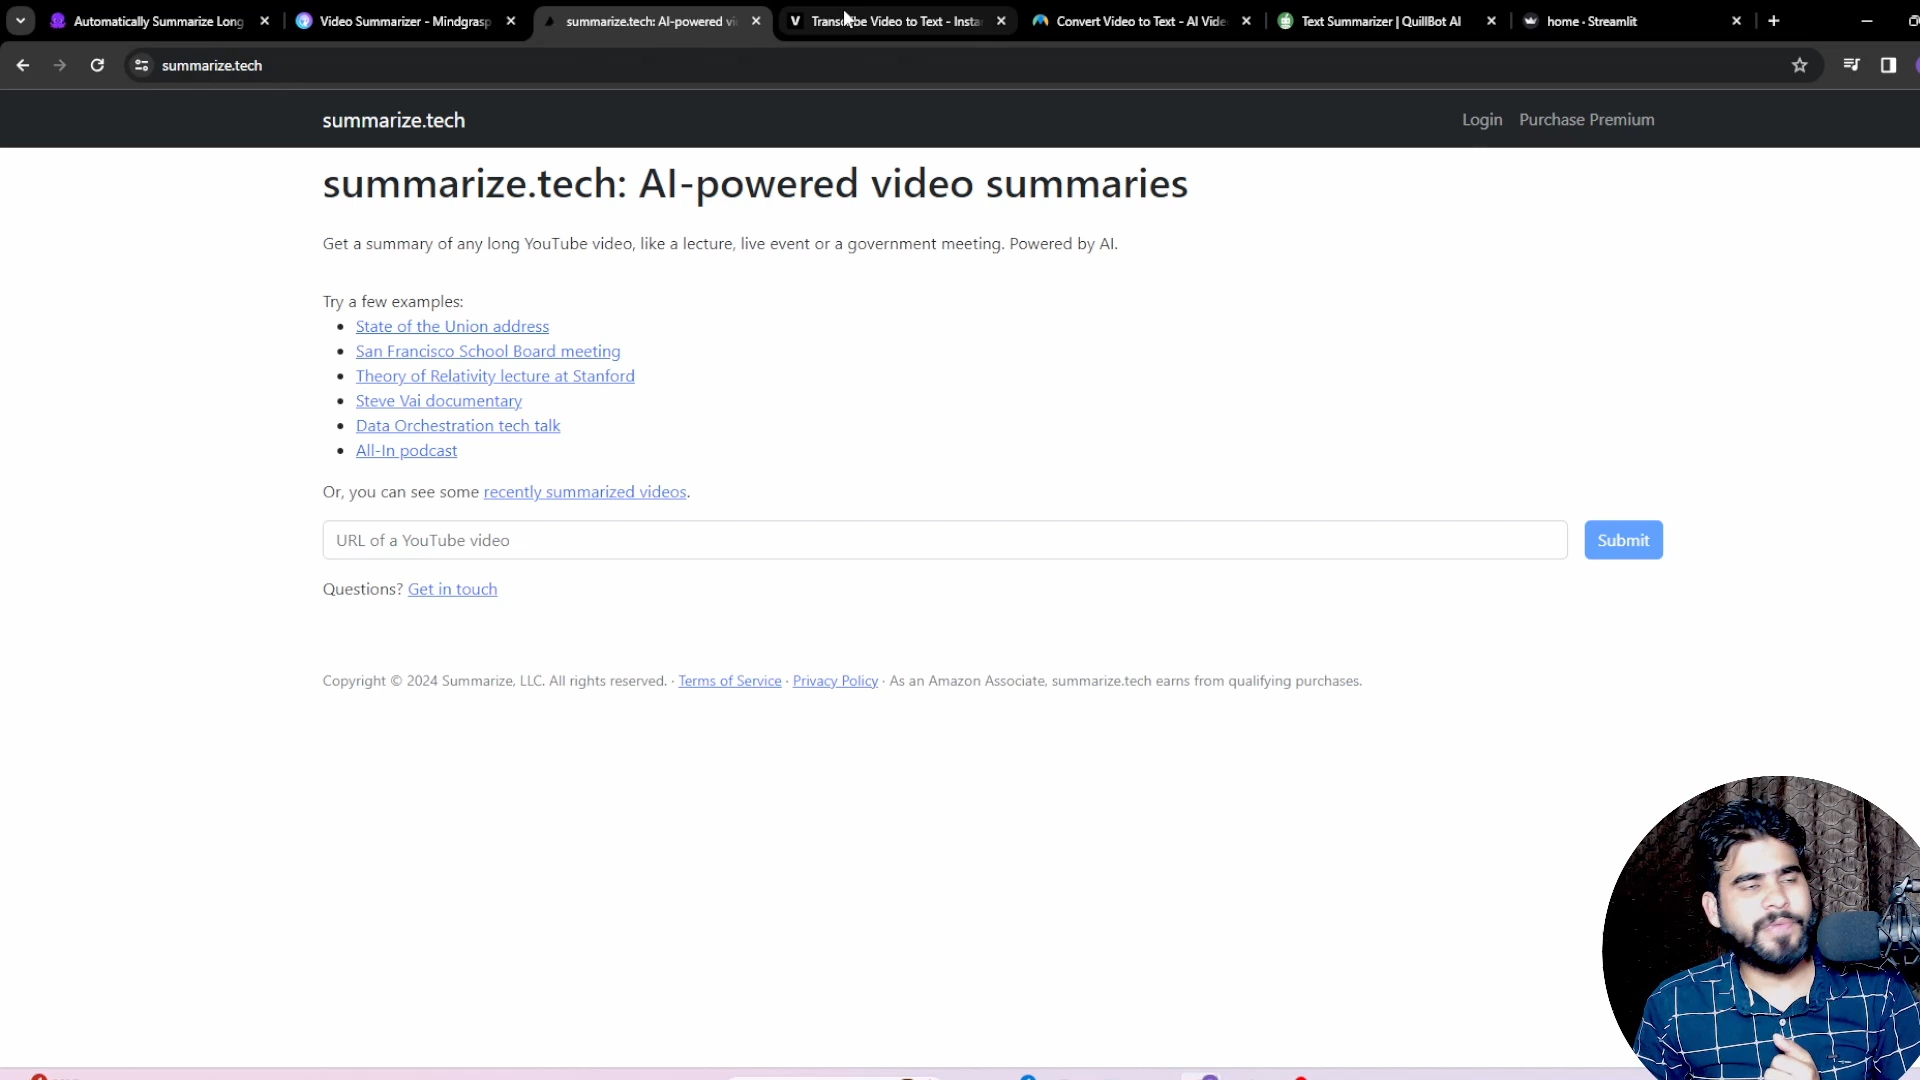 Automatically Summarize Long
Video Summarizer - Mindgrasp
summarize.tech: AI-powered vi
Transcribe Video to Text - Insta
Convert Video to Text - AI Vide
Text Summarizer | QuillBot AI
home · Streamlit
summarize.tech
summarize.tech
Login
Purchase Premium
summarize.tech: AI-powered video summaries
Get a summary of any long YouTube video, like a lecture, live event or a government meeting. Powered by AI.
Try a few examples:
State of the Union address
San Francisco School Board meeting
Theory of Relativity lecture at Stanford
Steve Vai documentary
Data Orchestration tech talk
All-In podcast
Or, you can see some recently summarized videos.
URL of a YouTube video
Submit
Questions? Get in touch
Copyright © 2024 Summarize, LLC. All rights reserved. · Terms of Service · Privacy Policy · As an Amazon Associate, summarize.tech earns from qualifying purchases.